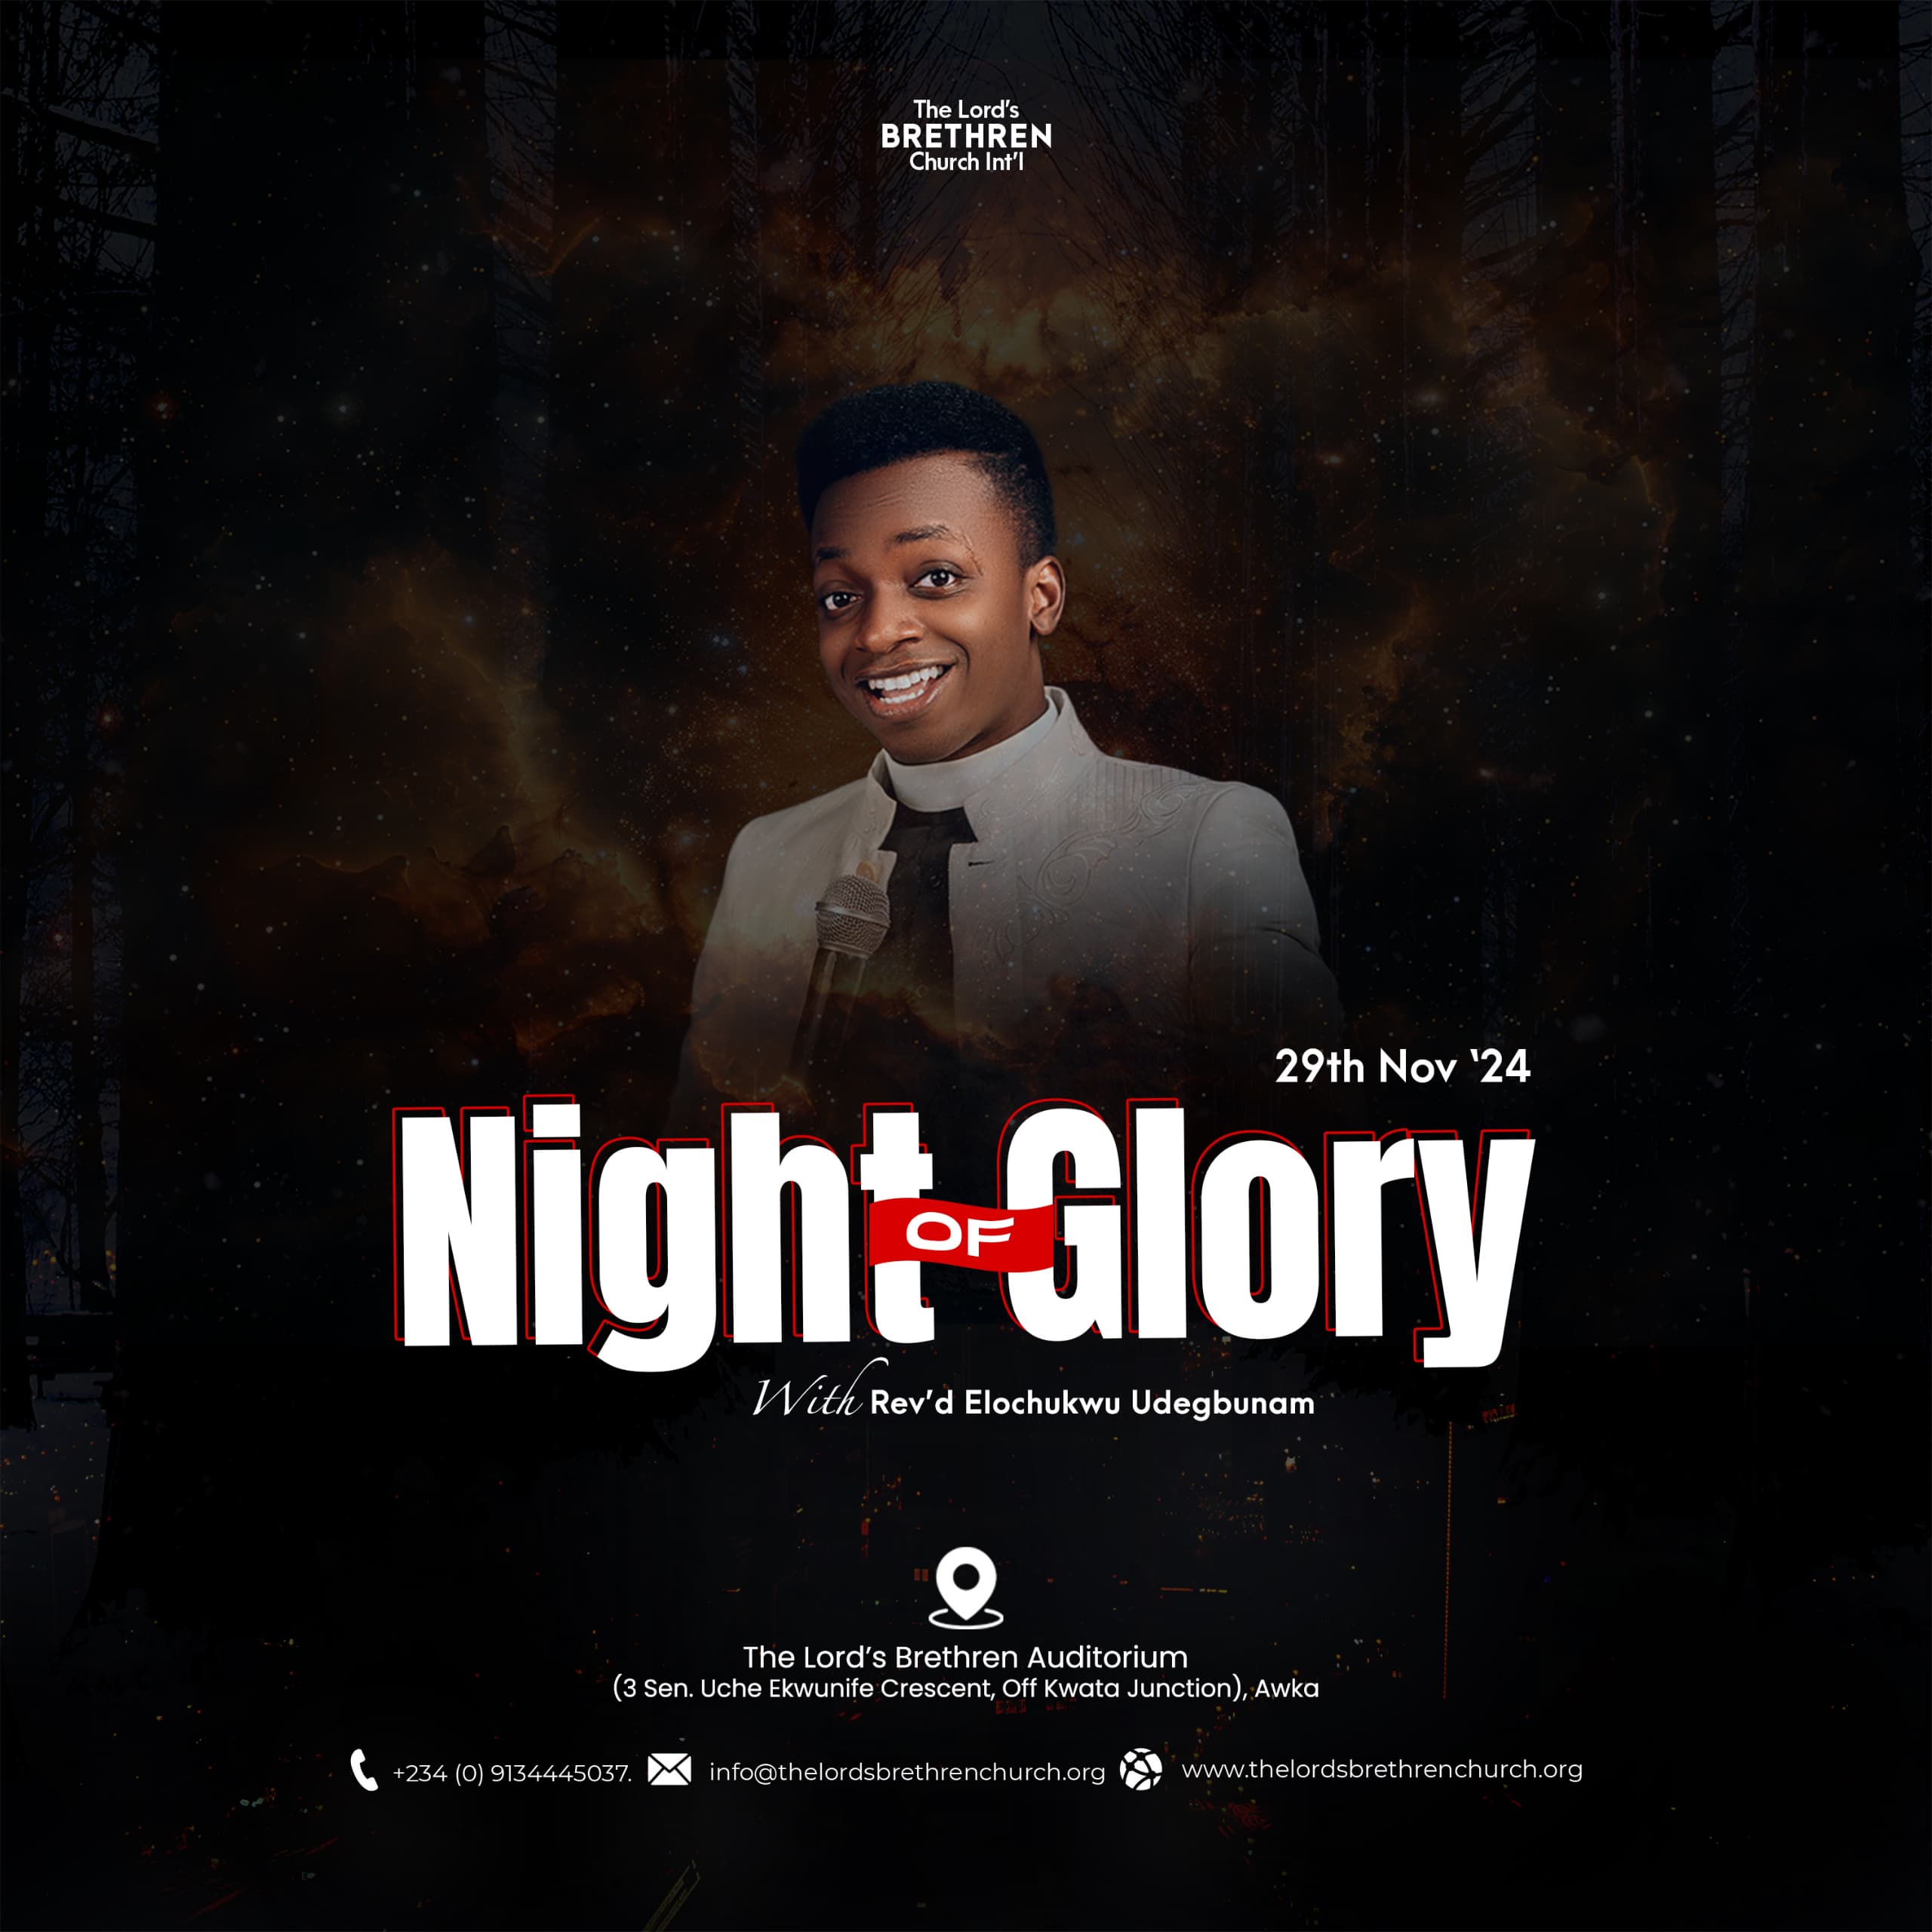 The Lord's
BRETHREN
Church Int'l
29th Nov '24
Night OF Glory
With Rev'd Elochukwu Udegbunam
The Lord's Brethren Auditorium
(3 Sen. Uche Ekwunife Crescent, Off Kwata Junction), Awka
+234 (0) 9134445037. info@thelordsbrethrenchurch.org www.thelordsbrethrenchurch.org